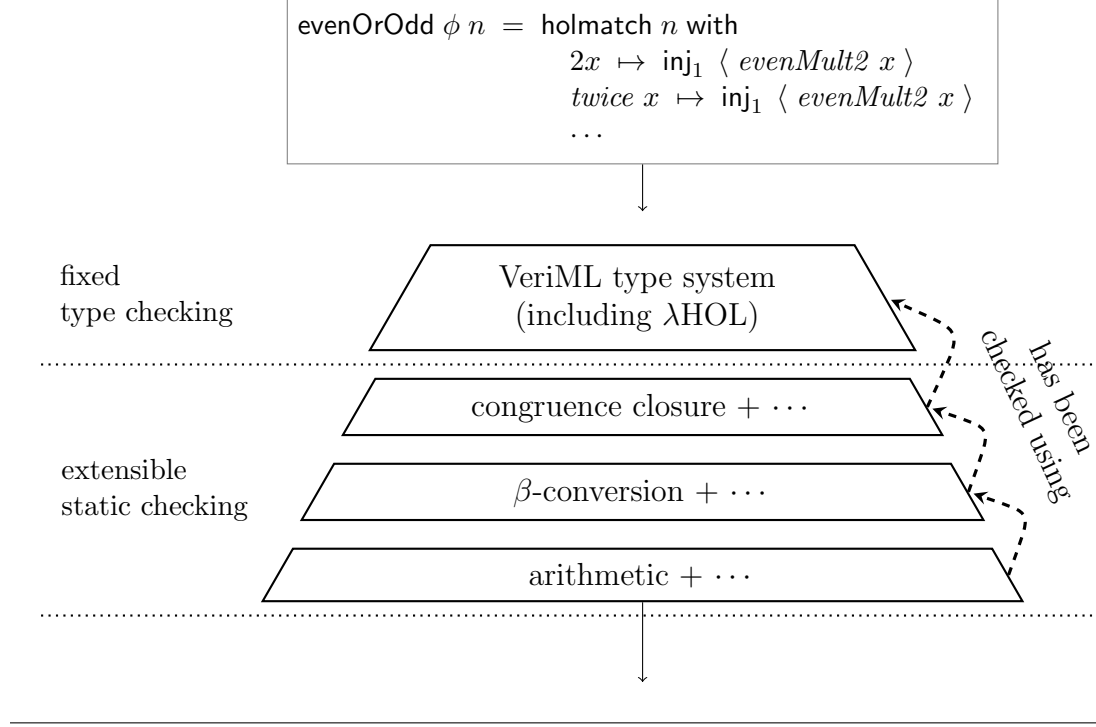 evenOrOdd ϕ n = holmatch n with
2x ↦ inj₁ ⟨ evenMult2 x ⟩
twice x ↦ inj₁ ⟨ evenMult2 x ⟩
· · ·
fixed
type checking
VeriML type system
(including λHOL)
has been
checked using
congruence closure + · · ·
extensible
static checking
β-conversion + · · ·
arithmetic + · · ·